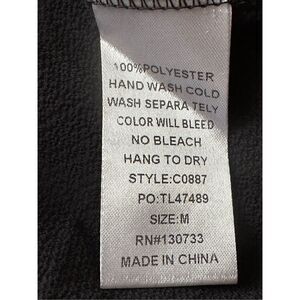 100%POLYESTER
HAND WASH COLD
WASH SEPARA TELY
COLOR WILL BLEED
NO BLEACH
HANG TO DRY
STYLE:C0887
PO:TL47489
SIZE:M
RN#130733
MADE IN CHINA